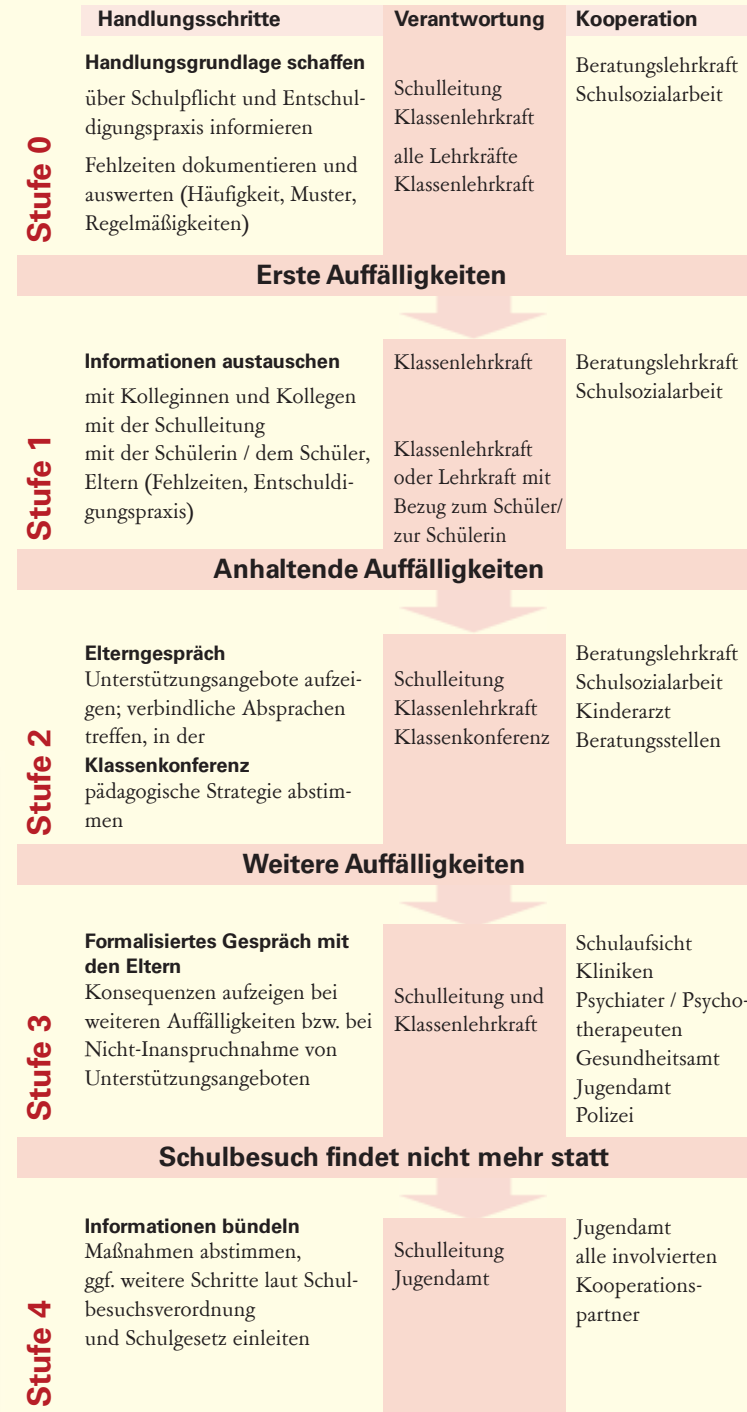 Handlungsschritte
Verantwortung
Kooperation
Stufe 0
Handlungsgrundlage schaffen
über Schulpflicht und Entschul-
digungspraxis informieren
Fehlzeiten dokumentieren und
auswerten (Häufigkeit, Muster,
Regelmäßigkeiten)
Schulleitung
Klassenlehrkraft
alle Lehrkräfte
Klassenlehrkraft
Beratungslehrkraft
Schulsozialarbeit
Erste Auffälligkeiten
Stufe 1
Informationen austauschen
mit Kolleginnen und Kollegen
mit der Schulleitung
mit der Schülerin / dem Schüler,
Eltern (Fehlzeiten, Entschuldi-
gungspraxis)
Klassenlehrkraft
Klassenlehrkraft
oder Lehrkraft mit
Bezug zum Schüler/
zur Schülerin
Beratungslehrkraft
Schulsozialarbeit
Anhaltende Auffälligkeiten
Stufe 2
Elterngespräch
Unterstützungsangebote aufzei-
gen; verbindliche Absprachen
treffen, in der
Klassenkonferenz
pädagogische Strategie abstim-
men
Schulleitung
Klassenlehrkraft
Klassenkonferenz
Beratungslehrkraft
Schulsozialarbeit
Kinderarzt
Beratungsstellen
Weitere Auffälligkeiten
Stufe 3
Formalisiertes Gespräch mit
den Eltern
Konsequenzen aufzeigen bei
weiteren Auffälligkeiten bzw. bei
Nicht-Inanspruchnahme von
Unterstützungsangeboten
Schulleitung und
Klassenlehrkraft
Schulaufsicht
Kliniken
Psychiater / Psycho-
therapeuten
Gesundheitsamt
Jugendamt
Polizei
Schulbesuch findet nicht mehr statt
Stufe 4
Informationen bündeln
Maßnahmen abstimmen,
ggf. weitere Schritte laut Schul-
besuchsverordnung
und Schulgesetz einleiten
Schulleitung
Jugendamt
Jugendamt
alle involvierten
Kooperations-
partner